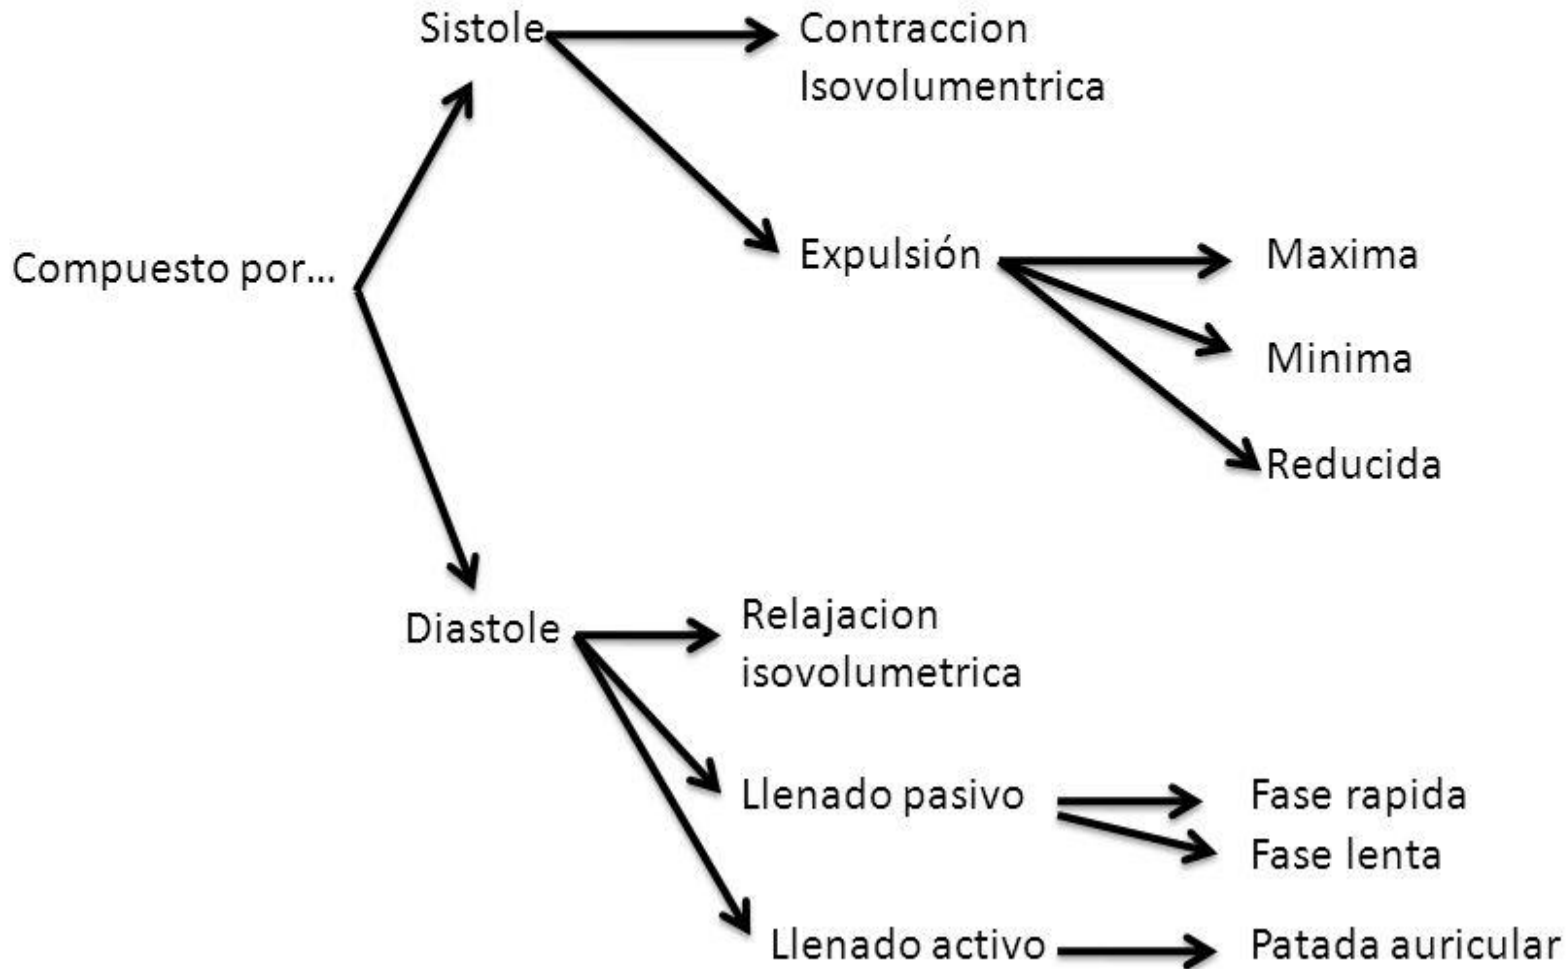 Sistole
Contraccion
Isovolumentrica
Compuesto por...
Expulsión
Maxima
Minima
Reducida
Diastole
Relajacion
isovolumetrica
Llenado pasivo
Fase rapida
Fase lenta
Llenado activo
Patada auricular